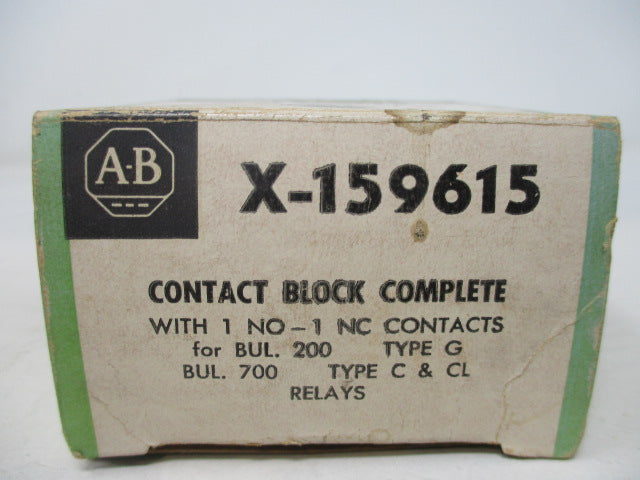 A-B
X-159615
CONTACT BLOCK COMPLETE
WITH 1 NO-1 NC CONTACTS
for BUL. 200 TYPE G
BUL. 700 TYPE C & CL
RELAYS